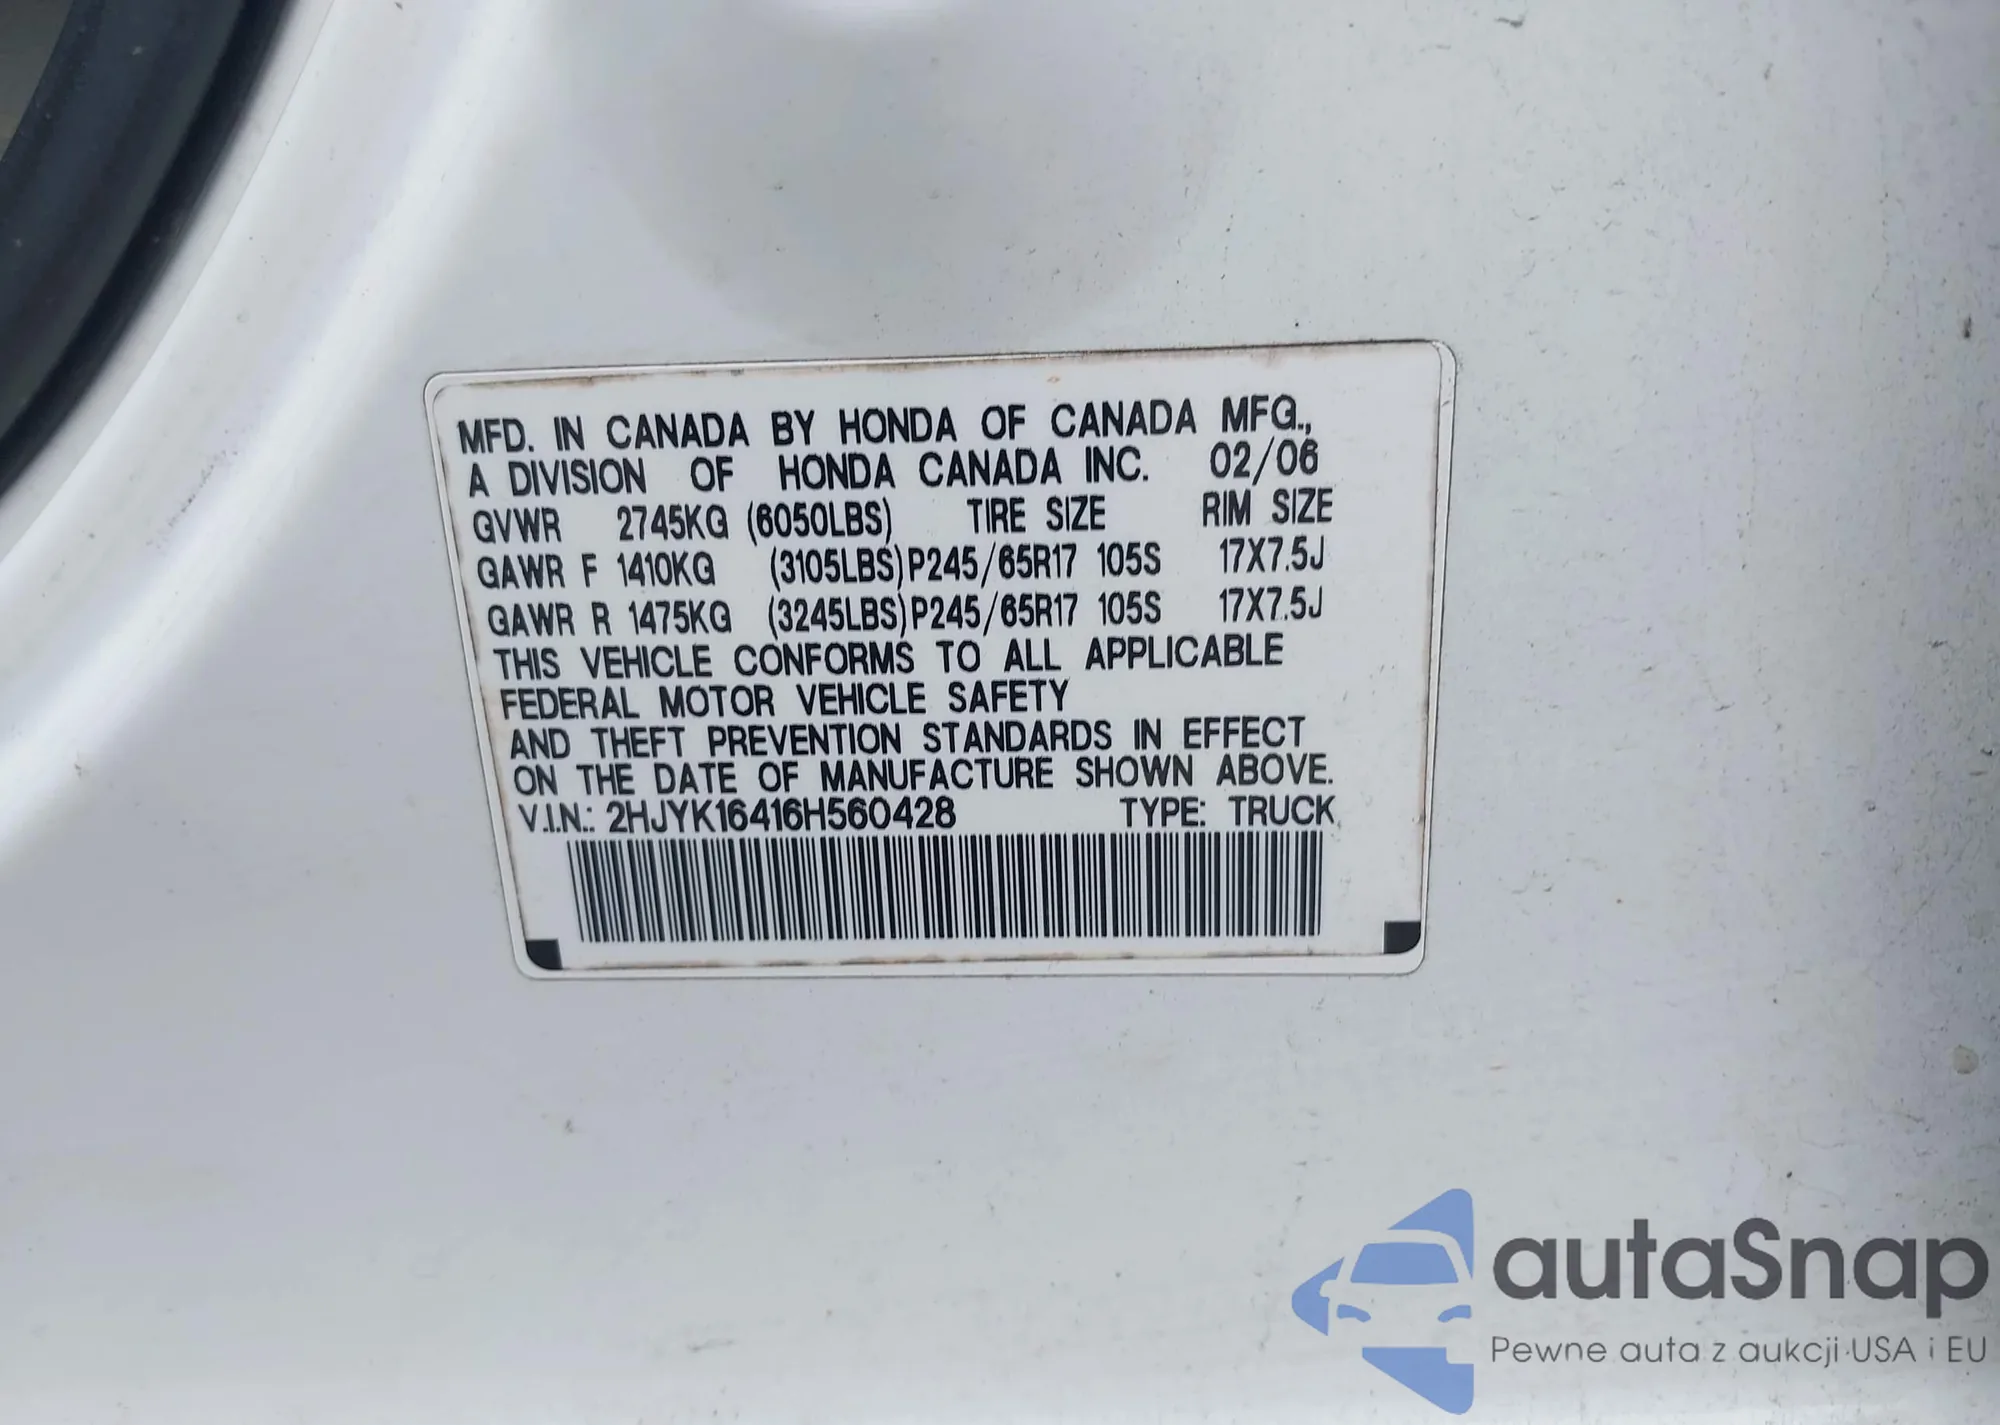 MFD. IN CANADA BY HONDA OF CANADA MFG.,
A DIVISION OF HONDA CANADA INC. 02/06
GVWR 2745KG (6050LBS) TIRE SIZE RIM SIZE
GAWR F 1410KG (3105LBS) P245/65R17 105S 17X7.5J
GAWR R 1475KG (3245LBS) P245/65R17 105S 17X7.5J
THIS VEHICLE CONFORMS TO ALL APPLICABLE
FEDERAL MOTOR VEHICLE SAFETY
AND THEFT PREVENTION STANDARDS IN EFFECT
ON THE DATE OF MANUFACTURE SHOWN ABOVE.
V.I.N.: 2HJYK16416H560428 TYPE: TRUCK
autaSnap
Pewne auta z aukcji USA i EU